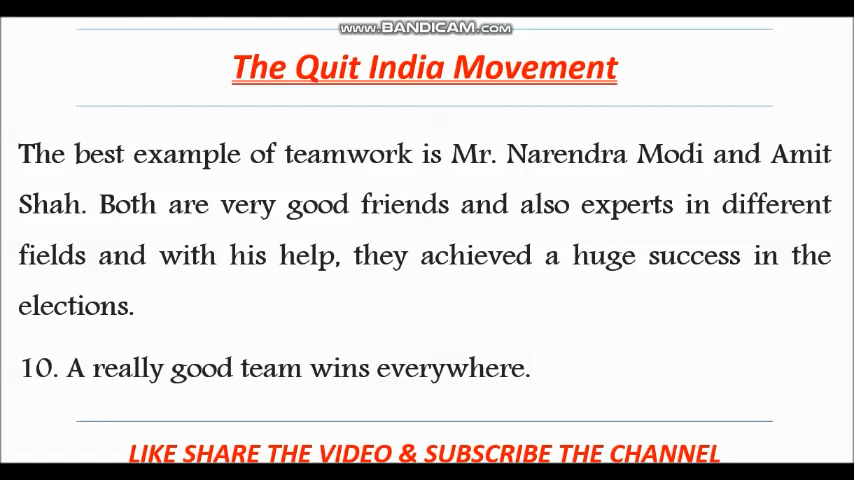 www.BANDICAM.com
The Quit India Movement
The best example of teamwork is Mr. Narendra Modi and Amit
Shah. Both are very good friends and also experts in different
fields and with his help, they achieved a huge success in the
elections.
10. A really good team wins everywhere.
LIKE SHARE THE VIDEO & SUBSCRIBE THE CHANNEL